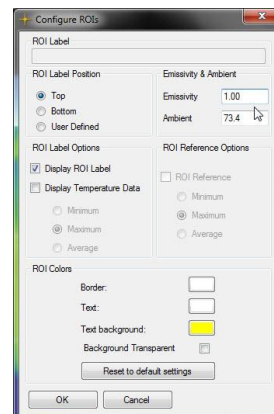 Configure ROIs
ROI Label
ROI Label Position
Top
Bottom
User Defined
Emissivity & Ambient
Emissivity 1.00
Ambient 73.4
ROI Label Options
Display ROI Label
Display Temperature Data
Minimum
Maximum
Average
ROI Reference Options
ROI Reference
Minimum
Maximum
Average
ROI Colors
Border:
Text:
Text background:
Background Transparent
Reset to default settings
OK Cancel